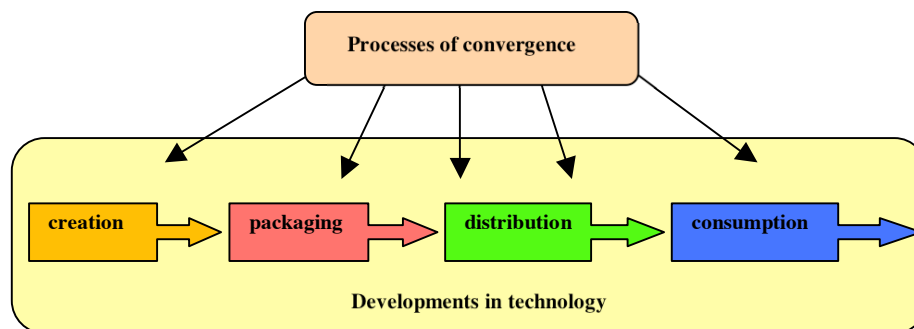 Processes of convergence
creation
packaging
distribution
consumption
Developments in technology